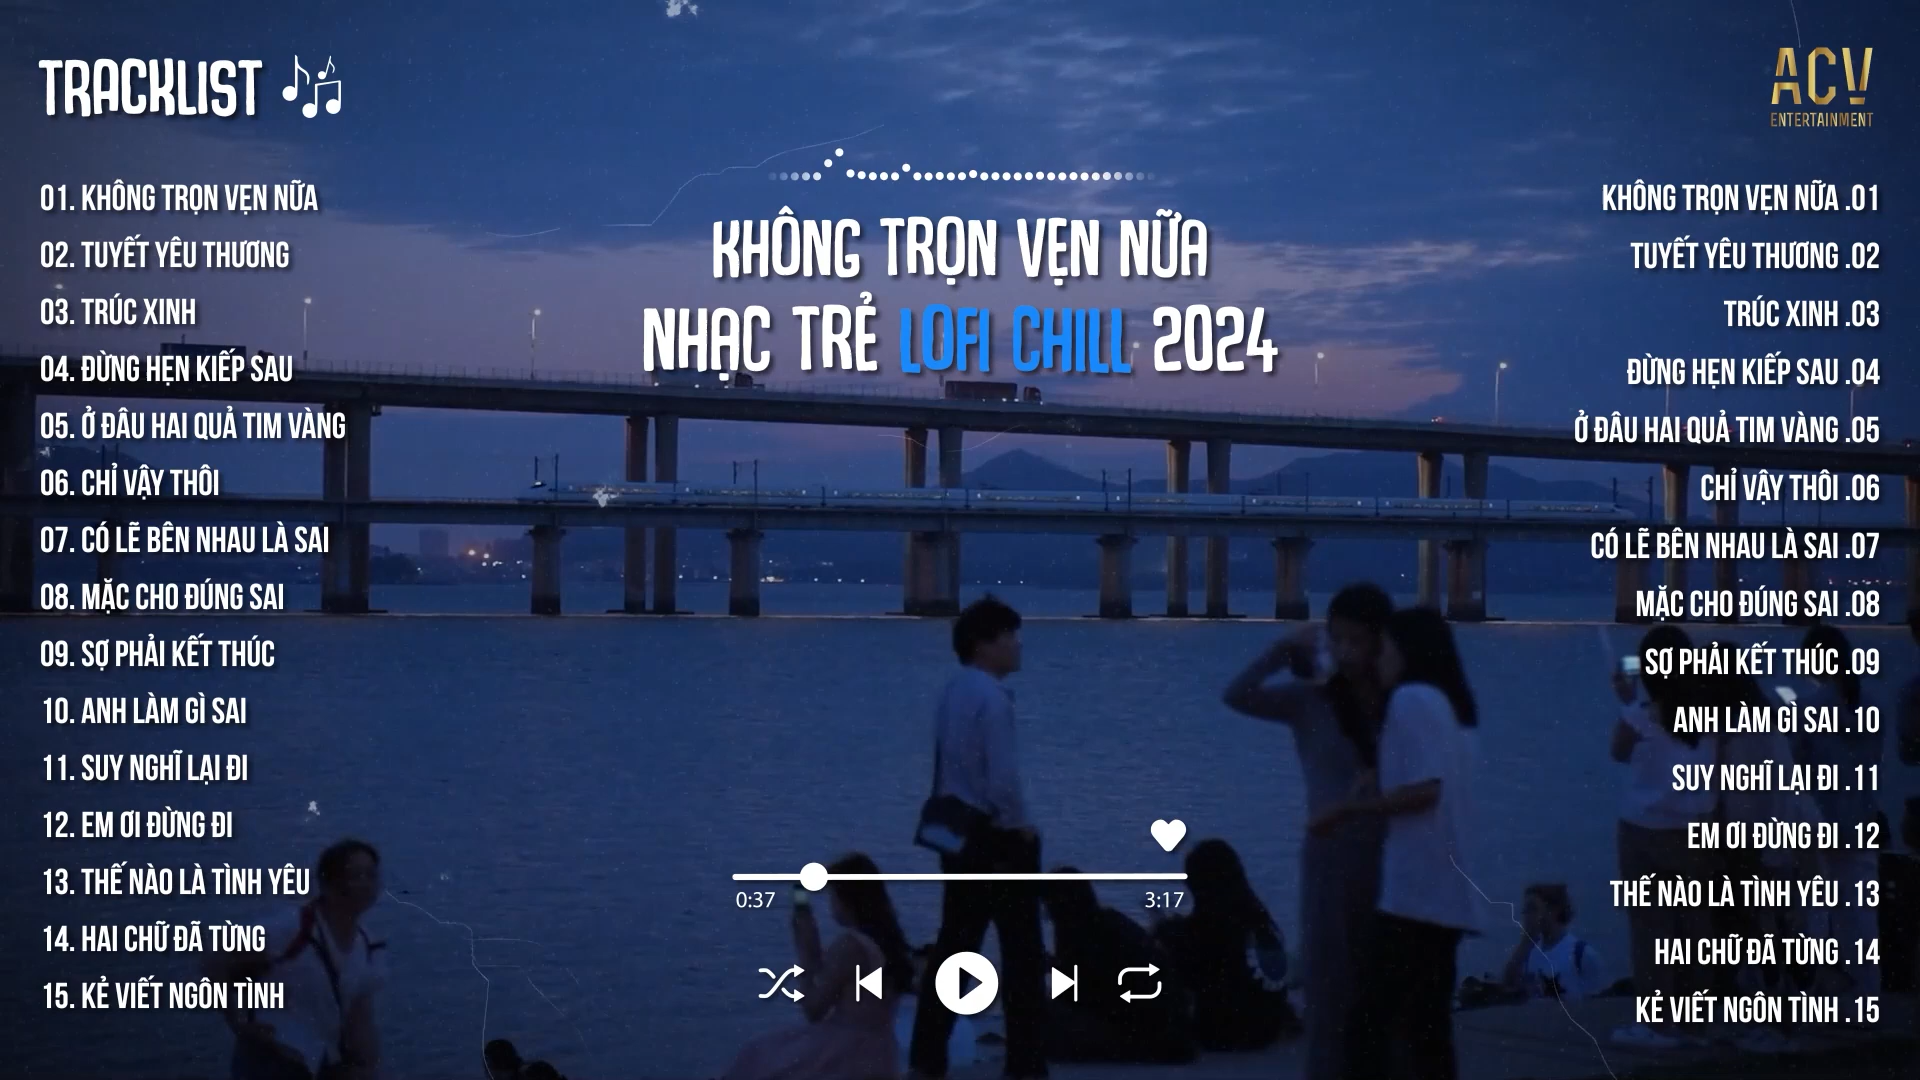 TRACKLIST
ACV
ENTERTAINMENT
KHÔNG TRỌN VẸN NỮA
NHẠC TRẺ LOFI CHILL 2024
01. KHÔNG TRỌN VẸN NỮA
02. TUYẾT YÊU THƯƠNG
03. TRÚC XINH
04. ĐỪNG HẸN KIẾP SAU
05. Ở ĐÂU HAI QUẢ TIM VÀNG
06. CHỈ VẬY THÔI
07. CÓ LẼ BÊN NHAU LÀ SAI
08. MẶC CHO ĐÚNG SAI
09. SỢ PHẢI KẾT THÚC
10. ANH LÀM GÌ SAI
11. SUY NGHĨ LẠI ĐI
12. EM ƠI ĐỪNG ĐI
13. THẾ NÀO LÀ TÌNH YÊU
14. HAI CHỮ ĐÃ TỪNG
15. KẺ VIẾT NGÔN TÌNH
KHÔNG TRỌN VẸN NỮA .01
TUYẾT YÊU THƯƠNG .02
TRÚC XINH .03
ĐỪNG HẸN KIẾP SAU .04
Ở ĐÂU HAI QUẢ TIM VÀNG .05
CHỈ VẬY THÔI .06
CÓ LẼ BÊN NHAU LÀ SAI .07
MẶC CHO ĐÚNG SAI .08
SỢ PHẢI KẾT THÚC .09
ANH LÀM GÌ SAI .10
SUY NGHĨ LẠI ĐI .11
EM ƠI ĐỪNG ĐI .12
THẾ NÀO LÀ TÌNH YÊU .13
HAI CHỮ ĐÃ TỪNG .14
KẺ VIẾT NGÔN TÌNH .15
0:37
3:17